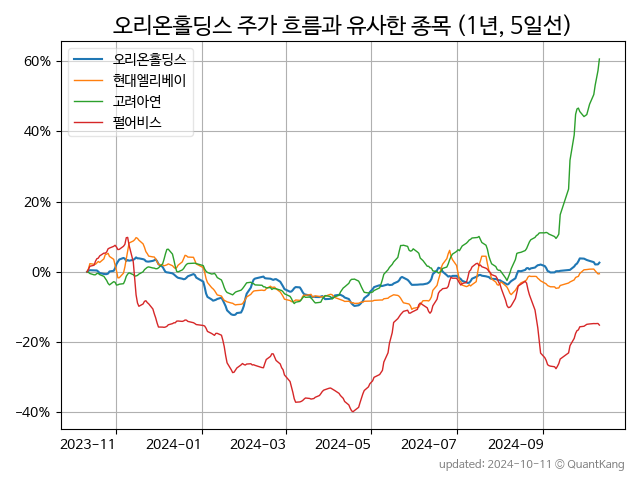 오리온홀딩스 주가 흐름과 유사한 종목 (1년, 5일선)
오리온홀딩스
현대엘리베이
고려아연
펄어비스
60%
40%
20%
0%
−20%
−40%
2023-11
2024-01
2024-03
2024-05
2024-07
2024-09
updated: 2024-10-11 © QuantKang